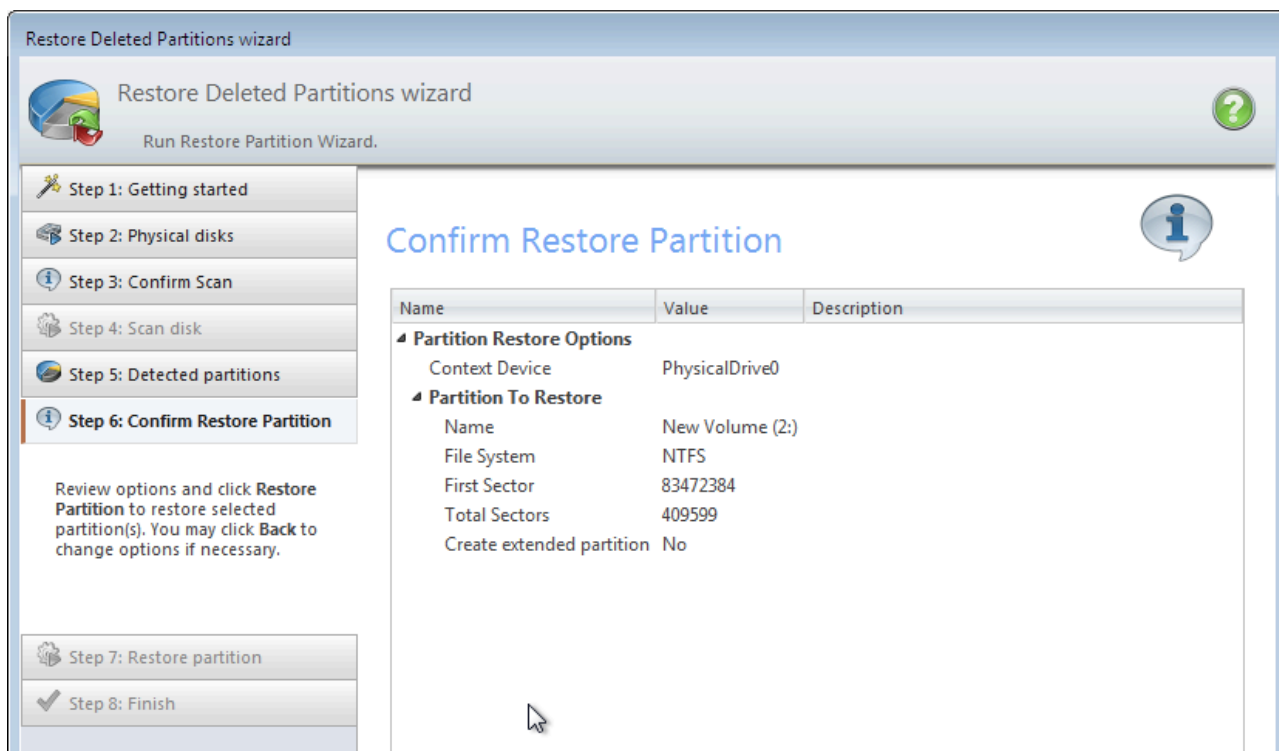 Restore Deleted Partitions wizard
Restore Deleted Partitions wizard
Run Restore Partition Wizard.
Step 1: Getting started
Step 2: Physical disks
Step 3: Confirm Scan
Step 4: Scan disk
Step 5: Detected partitions
Step 6: Confirm Restore Partition
Review options and click Restore
Partition to restore selected
partition(s). You may click Back to
change options if necessary.
Step 7: Restore partition
Step 8: Finish
Confirm Restore Partition
Name Value Description
Partition Restore Options
Context Device PhysicalDrive0
Partition To Restore
Name New Volume (2:)
File System NTFS
First Sector 83472384
Total Sectors 409599
Create extended partition No